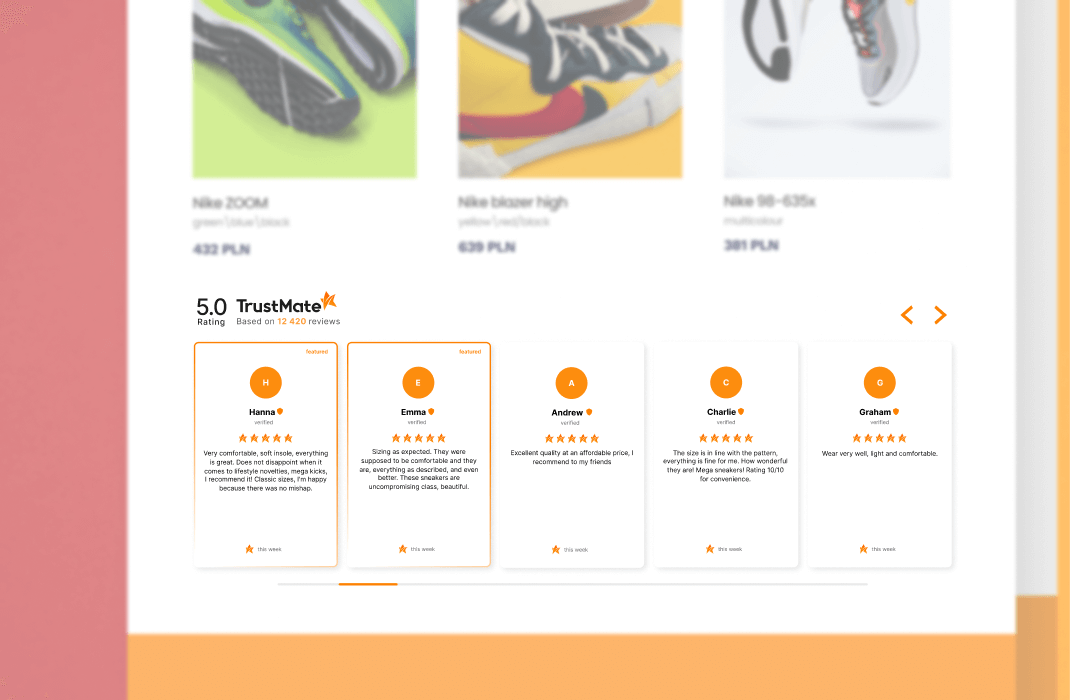 Nike ZOOM
green\blue\black
432 PLN
Nike blazer high
yellow\red/black
639 PLN
Nike 98-635x
multicolour
381 PLN
5.0
Rating
TrustMate
Based on 12 420 reviews
featured
H
Hanna
verified
Very comfortable, soft insole, everything
is great. Does not disappoint when it
comes to lifestyle novelties, mega kicks,
I recommend it! Classic sizes, I'm happy
because there was no mishap.
this week
featured
E
Emma
verified
Sizing as expected. They were
supposed to be comfortable and they
are, everything as described, and even
better. These sneakers are
uncompromising class, beautiful.
this week
A
Andrew
verified
Excellent quality at an affordable price, I
recommend to my friends
this week
C
Charlie
verified
The size is in line with the pattern,
everything is fine for me. How wonderful
they are! Mega sneakers! Rating 10/10
for convenience.
this week
G
Graham
verified
Wear very well, light and comfortable.
this week